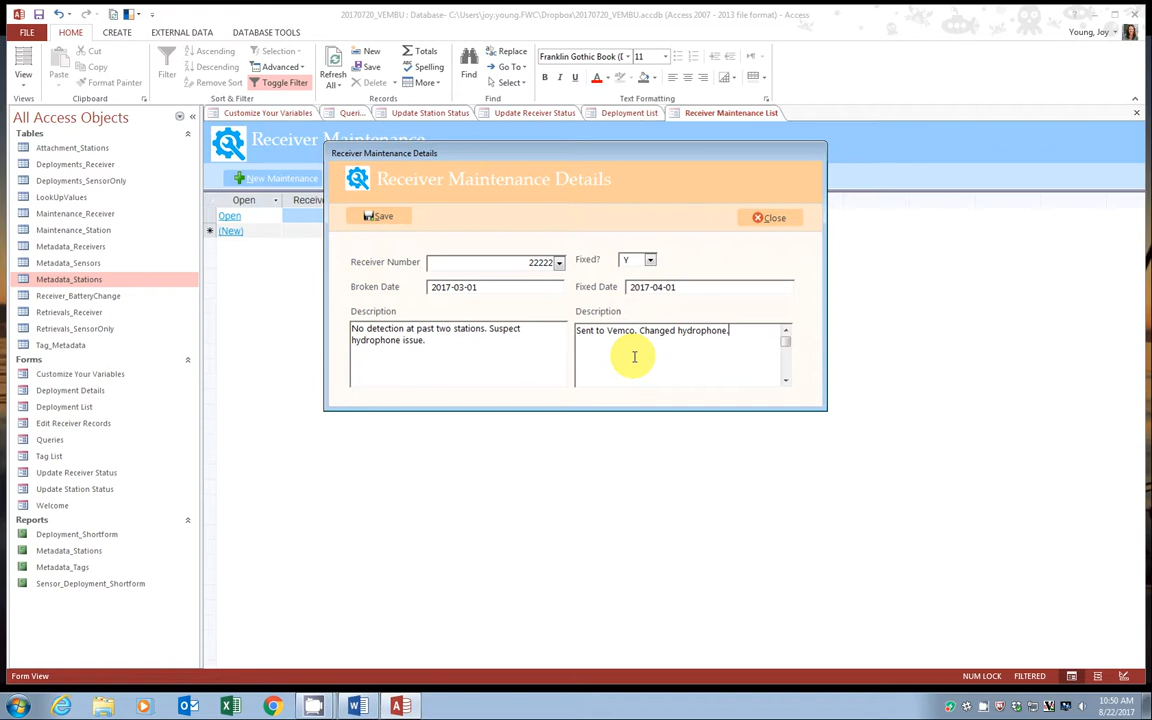 20170720_VEMBU : Database- C:\Users\joy.young.FWC\Dropbox\20170720_VEMBU.accdb (Access 2007 - 2013 file format) - Access
FILE HOME CREATE EXTERNAL DATA DATABASE TOOLS Young, Joy
View
Views
Paste
Cut
Copy
Format Painter
Clipboard
Filter
Ascending
Descending
Remove Sort
Selection
Advanced
Toggle Filter
Sort & Filter
Refresh All
New
Save
Delete
Totals
Spelling
More
Records
Find
Replace
Go To
Select
Find
Franklin Gothic Book (D 11
B I U A
Text Formatting
All Access Objects
Tables
Attachment_Stations
Deployments_Receiver
Deployments_SensorOnly
LookUpValues
Maintenance_Receiver
Maintenance_Station
Metadata_Receivers
Metadata_Sensors
Metadata_Stations
Receiver_BatteryChange
Retrievals_Receiver
Retrievals_SensorOnly
Tag_Metadata
Forms
Customize Your Variables
Deployment Details
Deployment List
Edit Receiver Records
Queries
Tag List
Update Receiver Status
Update Station Status
Welcome
Reports
Deployment_Shortform
Metadata_Stations
Metadata_Tags
Sensor_Deployment_Shortform
Customize Your Variables Queri... Update Station Status Update Receiver Status Deployment List Receiver Maintenance List
Receiver Maintenance
New Maintenance
Open Receive
Open
(New)
Receiver Maintenance Details
Receiver Maintenance Details
Save Close
Receiver Number 22222 Fixed? Y
Broken Date 2017-03-01 Fixed Date 2017-04-01
Description Description
No detection at past two stations. Suspect
hydrophone issue.
Sent to Vemco. Changed hydrophone.
Form View NUM LOCK FILTERED
10:50 AM
8/22/2017